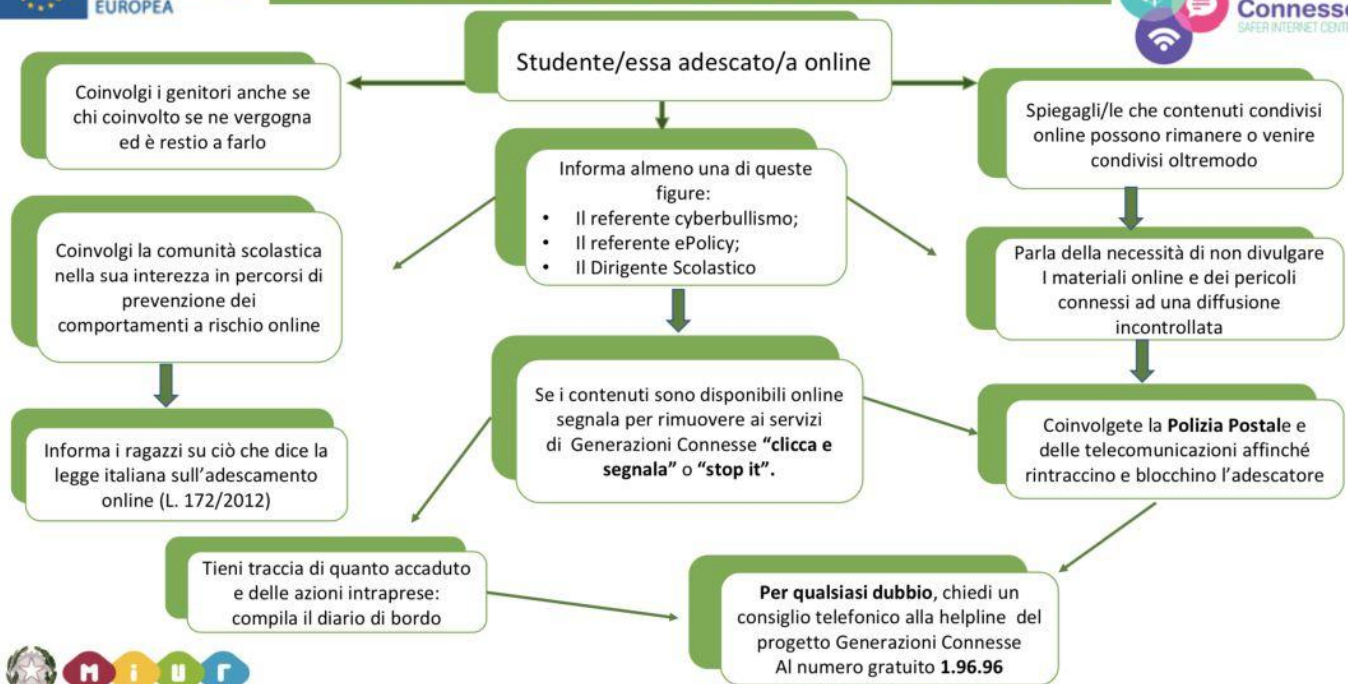 EUROPEA
Connesse
SAFER INTERNET CENTR
Studente/essa adescato/a online
Coinvolgi i genitori anche se
chi coinvolto se ne vergogna
ed è restio a farlo
Informa almeno una di queste
figure:
• Il referente cyberbullismo;
• Il referente ePolicy;
• Il Dirigente Scolastico
Spiegagli/le che contenuti condivisi
online possono rimanere o venire
condivisi oltremodo
Coinvolgi la comunità scolastica
nella sua interezza in percorsi di
prevenzione dei
comportamenti a rischio online
Parla della necessità di non divulgare
I materiali online e dei pericoli
connessi ad una diffusione
incontrollata
Se i contenuti sono disponibili online
segnala per rimuovere ai servizi
di Generazioni Connesse “clicca e
segnala” o “stop it”.
Informa i ragazzi su ciò che dice la
legge italiana sull’adescamento
online (L. 172/2012)
Coinvolgete la Polizia Postale e
delle telecomunicazioni affinché
rintraccino e blocchino l’adescatore
Tieni traccia di quanto accaduto
e delle azioni intraprese:
compila il diario di bordo
Per qualsiasi dubbio, chiedi un
consiglio telefonico alla helpline del
progetto Generazioni Connesse
Al numero gratuito 1.96.96
miur